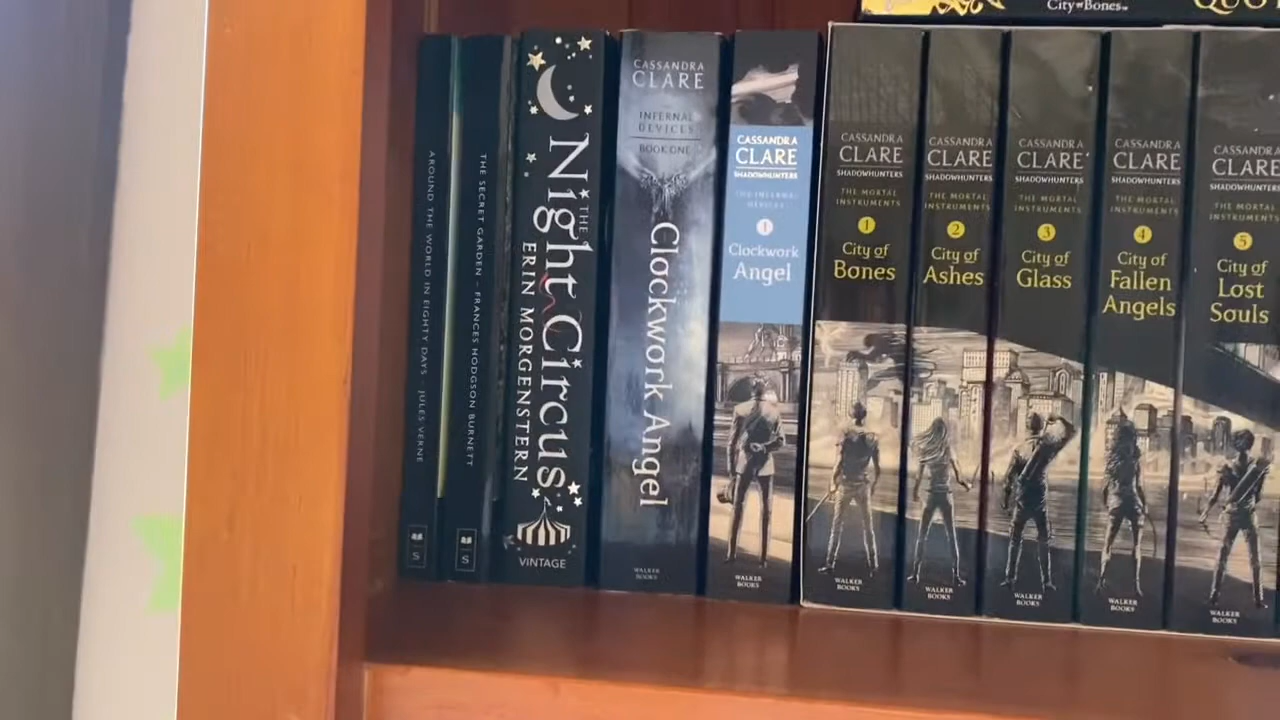 City of Bones
QUO
AROUND THE WORLD IN EIGHTY DAYS – JULES VERNE
S
THE SECRET GARDEN – FRANCES HODGSON BURNETT
S
THE
Night Circus
ERIN MORGENSTERN
VINTAGE
CASSANDRA
CLARE
INFERNAL
DEVICES
BOOK ONE
Clockwork Angel
WALKER
BOOKS
CASSANDRA
CLARE
SHADOWHUNTERS
THE INFERNAL
DEVICES
1
Clockwork
Angel
WALKER
BOOKS
CASSANDRA
CLARE
SHADOWHUNTERS
THE MORTAL
INSTRUMENTS
1
City of
Bones
WALKER
BOOKS
CASSANDRA
CLARE
SHADOWHUNTERS
THE MORTAL
INSTRUMENTS
2
City of
Ashes
WALKER
BOOKS
CASSANDRA
CLARE
SHADOWHUNTERS
THE MORTAL
INSTRUMENTS
3
City of
Glass
WALKER
BOOKS
CASSANDRA
CLARE
SHADOWHUNTERS
THE MORTAL
INSTRUMENTS
4
City of
Fallen
Angels
WALKER
BOOKS
CASSANDRA
CLARE
SHADOWHUNTERS
THE MORTAL
INSTRUMENTS
5
City of
Lost
Souls
WALKER
BOOKS